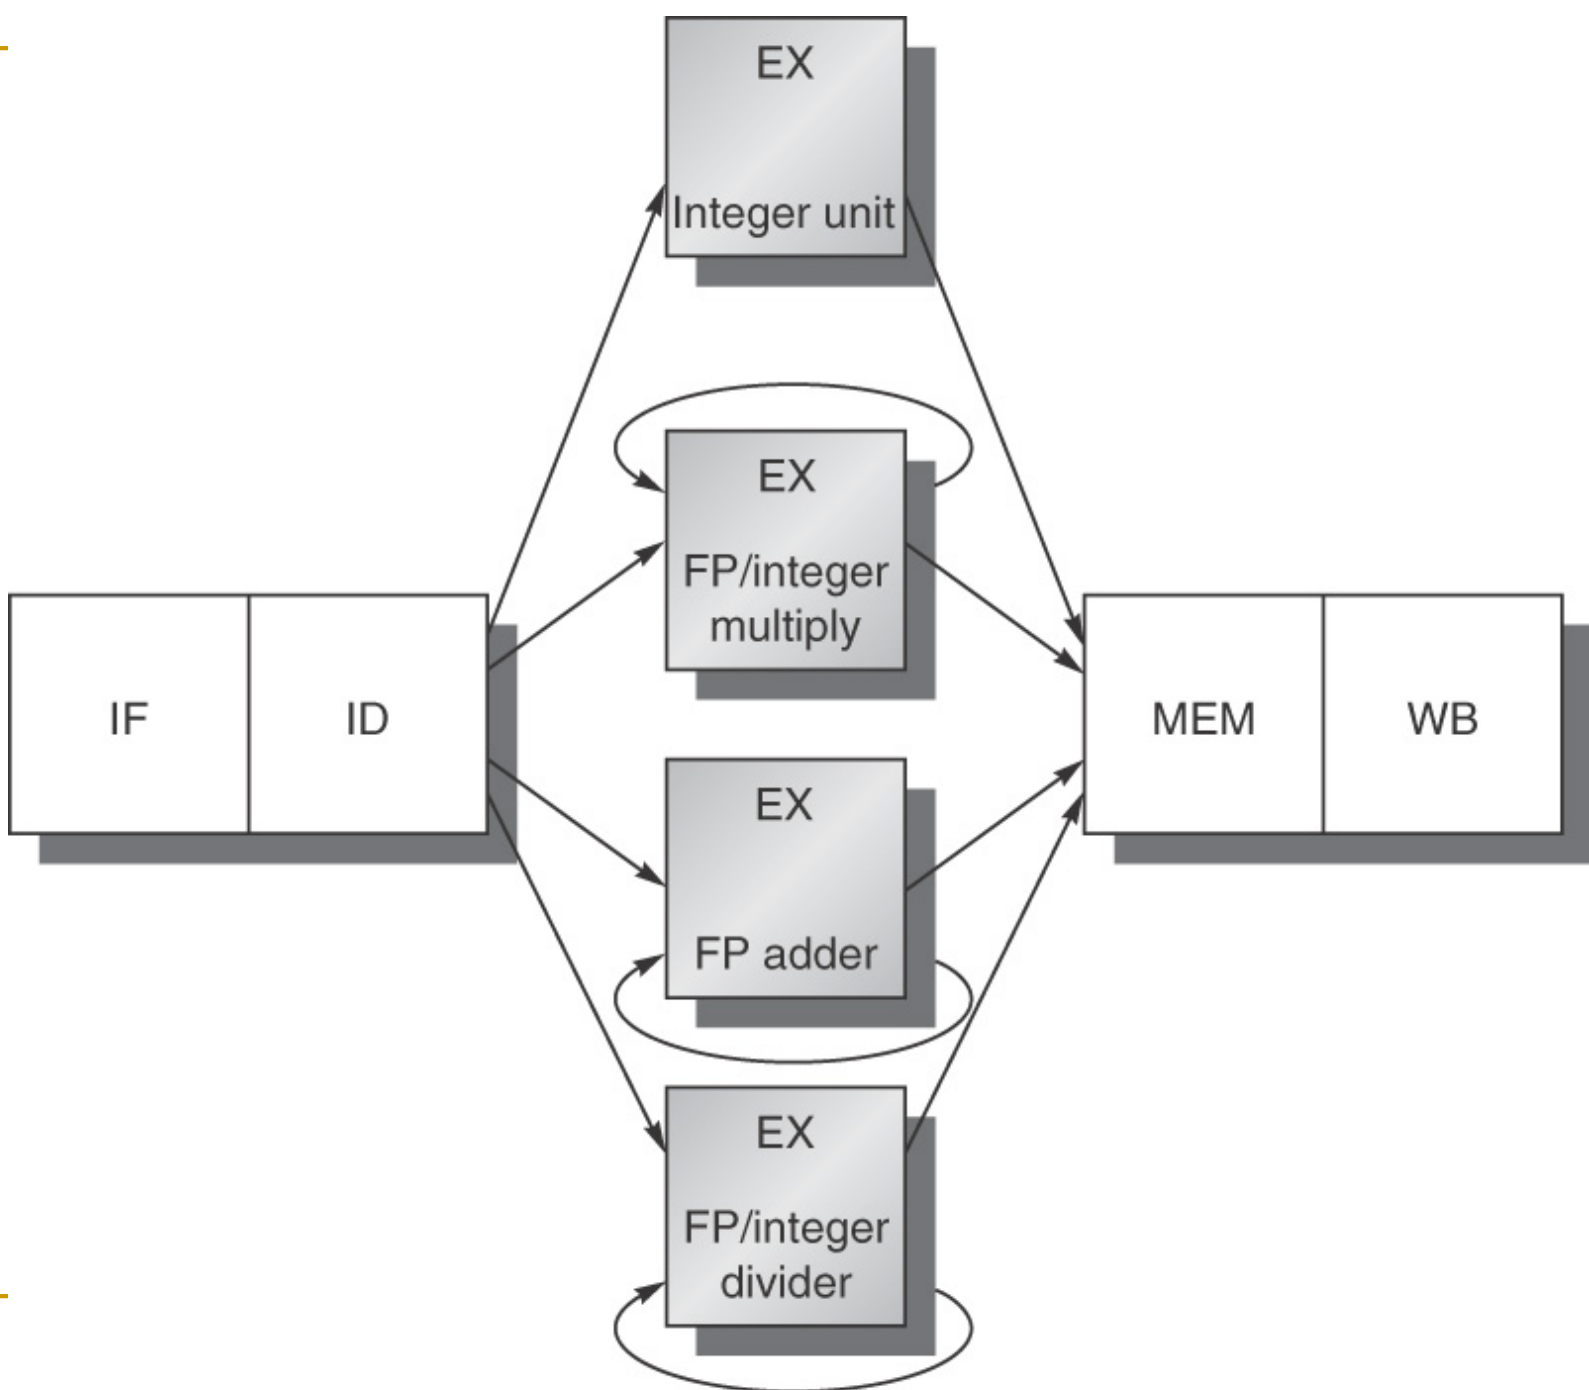 EX
Integer unit
EX
FP/integer
multiply
IF
ID
MEM
WB
EX
FP adder
EX
FP/integer
divider